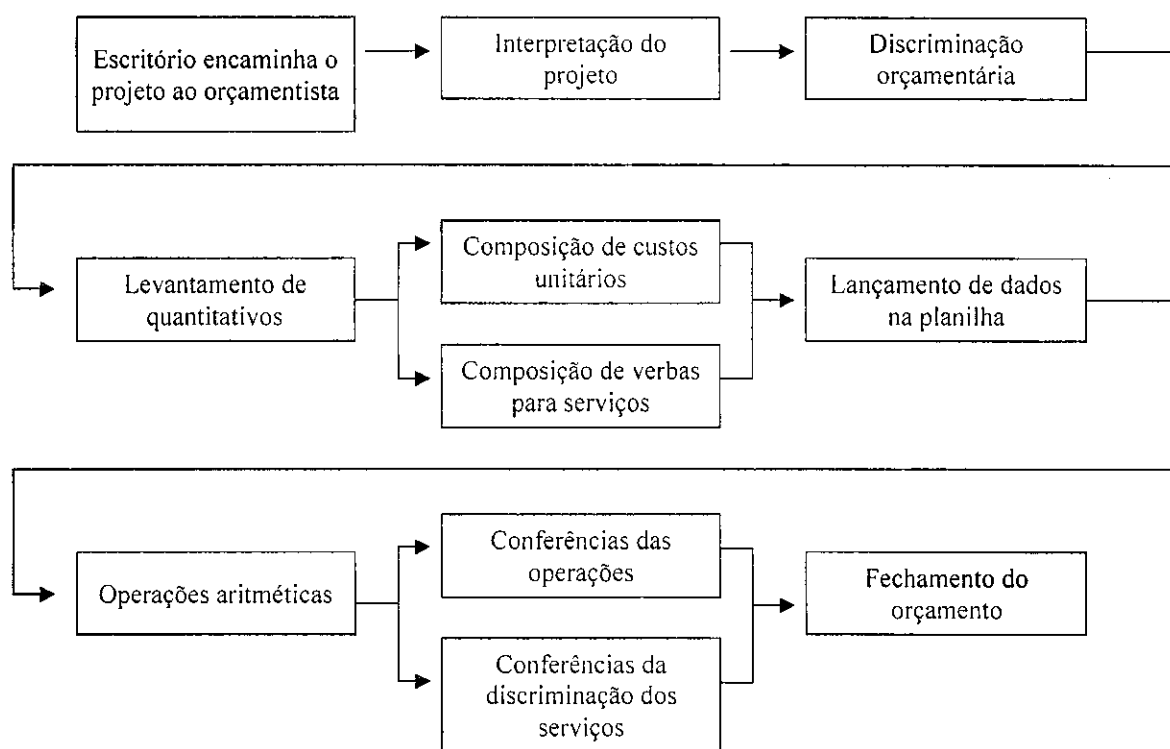 Escritório encaminha o
projeto ao orçamentista
Interpretação do
projeto
Discriminação
orçamentária
Levantamento de
quantitativos
Composição de custos
unitários
Composição de verbas
para serviços
Lançamento de dados
na planilha
Operações aritméticas
Conferências das
operações
Conferências da
discriminação dos
serviços
Fechamento do
orçamento